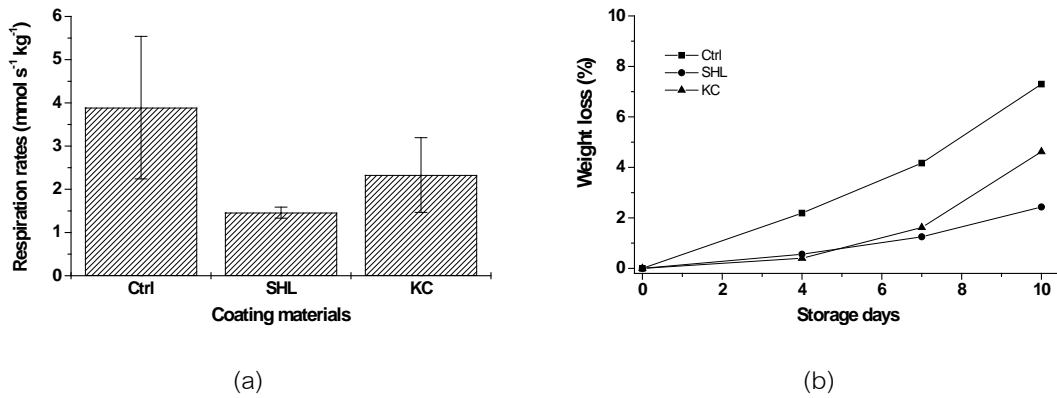 6
5
4
3
2
1
0
Respiration rates (mmol s⁻¹ kg⁻¹)
Ctrl SHL KC
Coating materials
(a)
10
8
6
4
2
0
Weight loss (%)
Ctrl
SHL
KC
0 2 4 6 8 10
Storage days
(b)